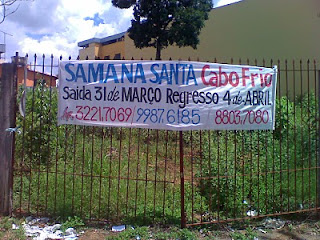 SAMANA SANTA Cabo Frio
Saida 31 de MARÇO Regresso 4 de ABRIL
3221.7069 / 9987.6185 / 8803.7080